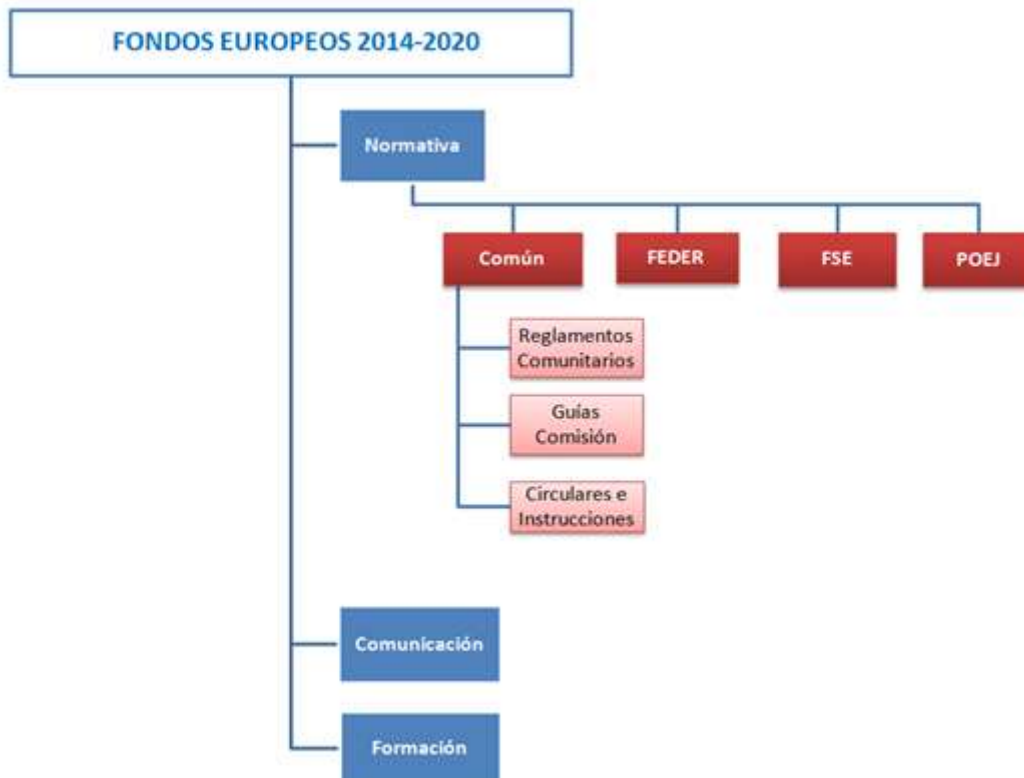 FONDOS EUROPEOS 2014-2020
Normativa
Común
FEDER
FSE
POEJ
Reglamentos
Comunitarios
Guías
Comisión
Circulares e
Instrucciones
Comunicación
Formación